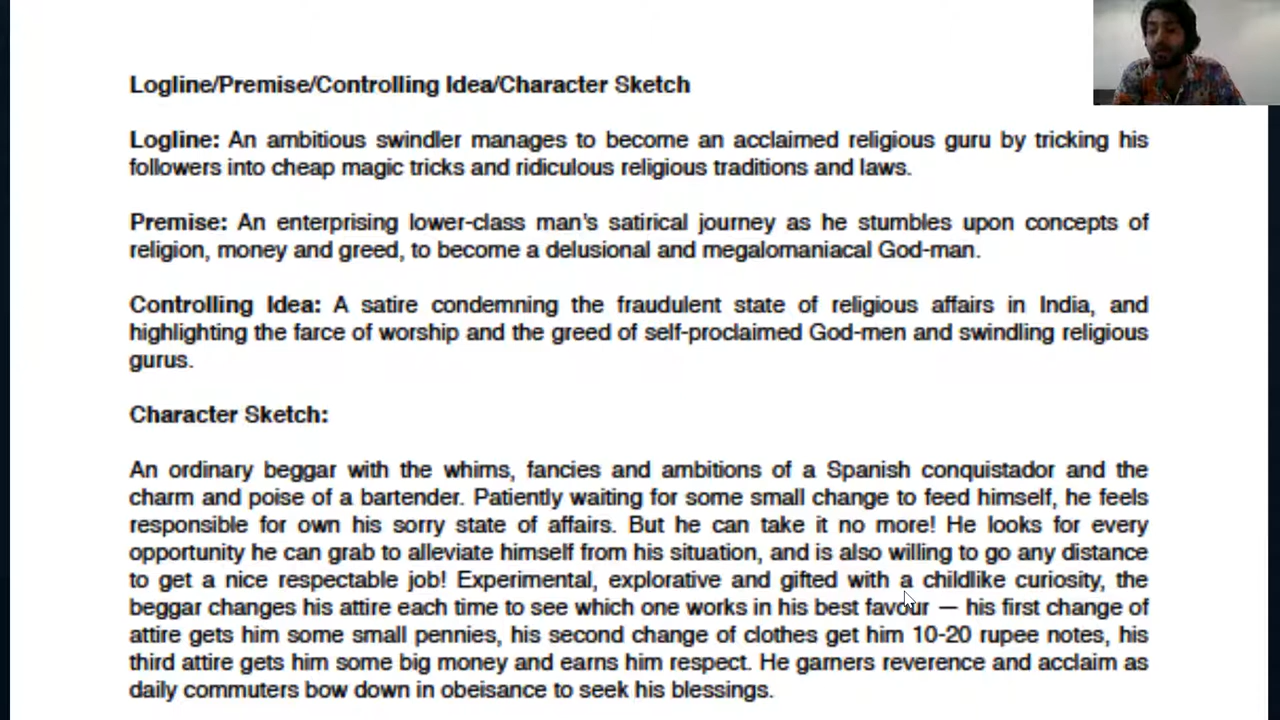 Logline/Premise/Controlling Idea/Character Sketch
Logline: An ambitious swindler manages to become an acclaimed religious guru by tricking his
followers into cheap magic tricks and ridiculous religious traditions and laws.
Premise: An enterprising lower-class man's satirical journey as he stumbles upon concepts of
religion, money and greed, to become a delusional and megalomaniacal God-man.
Controlling Idea: A satire condemning the fraudulent state of religious affairs in India, and
highlighting the farce of worship and the greed of self-proclaimed God-men and swindling religious
gurus.
Character Sketch:
An ordinary beggar with the whims, fancies and ambitions of a Spanish conquistador and the
charm and poise of a bartender. Patiently waiting for some small change to feed himself, he feels
responsible for own his sorry state of affairs. But he can take it no more! He looks for every
opportunity he can grab to alleviate himself from his situation, and is also willing to go any distance
to get a nice respectable job! Experimental, explorative and gifted with a childlike curiosity, the
beggar changes his attire each time to see which one works in his best favour — his first change of
attire gets him some small pennies, his second change of clothes get him 10-20 rupee notes, his
third attire gets him some big money and earns him respect. He garners reverence and acclaim as
daily commuters bow down in obeisance to seek his blessings.